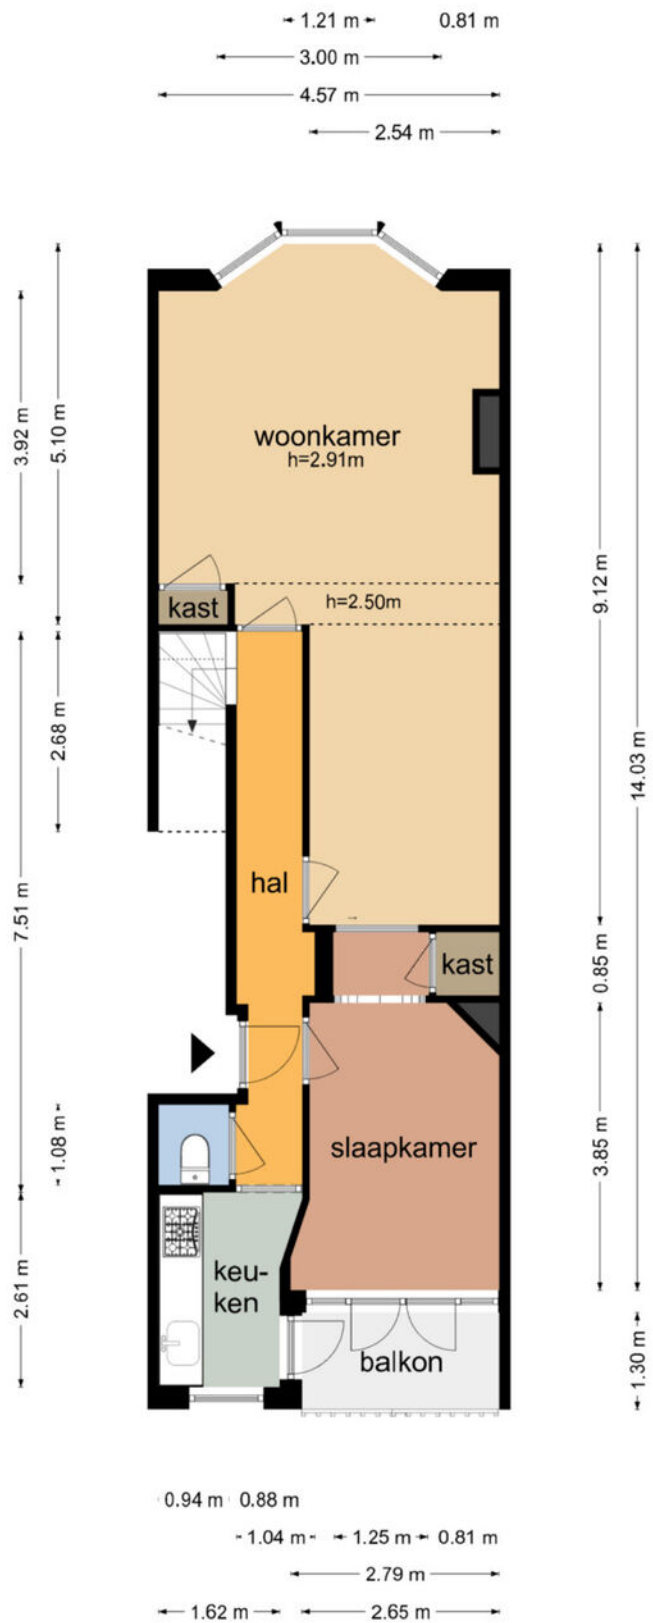 1.21 m 0.81 m
3.00 m
4.57 m
2.54 m
3.92 m
5.10 m
woonkamer
h=2.91m
9.12 m
14.03 m
kast
h=2.50m
2.68 m
7.51 m
hal
kast
0.85 m
1.08 m
slaapkamer
3.85 m
2.61 m
keu-
ken
balkon
1.30 m
0.94 m 0.88 m
1.04 m 1.25 m 0.81 m
2.79 m
1.62 m 2.65 m